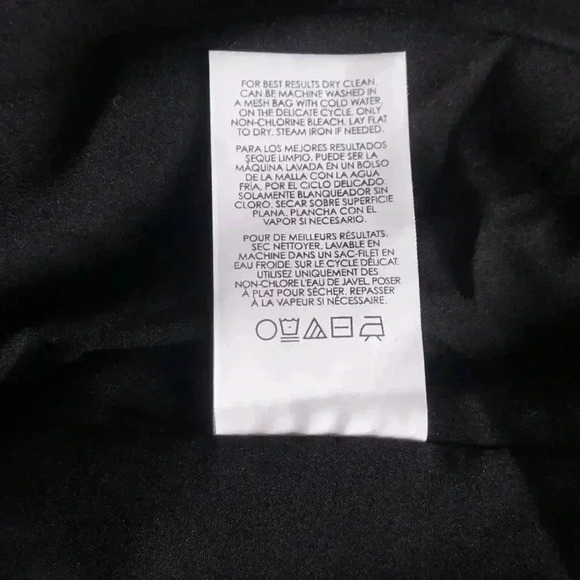 FOR BEST RESULTS DRY CLEAN.
CAN BE MACHINE WASHED IN
A MESH BAG WITH COLD WATER,
ON THE DELICATE CYCLE. ONLY
NON-CHLORINE BLEACH. LAY FLAT
TO DRY. STEAM IRON IF NEEDED.
PARA LOS MEJORES RESULTADOS
SEQUE LIMPIO. PUEDE SER LA
MÁQUINA LAVADA EN UN BOLSO
DE LA MALLA CON LA AGUA
FRÍA, POR EL CICLO DELICADO.
SOLAMENTE BLANQUEADOR SIN
CLORO. SECAR SOBRE SUPERFICIE
PLANA. PLANCHA CON EL
VAPOR SI NECESARIO.
POUR DE MEILLEURS RÉSULTATS.
SEC NETTOYER. LAVABLE EN
MACHINE DANS UN SAC-FILET EN
EAU FROIDE, SUR LE CYCLE DÉLICAT.
UTILISEZ UNIQUEMENT DES
NON-CHLORE L'EAU DE JAVEL. POSER
À PLAT POUR SÉCHER. REPASSER
À LA VAPEUR SI NÉCESSAIRE.